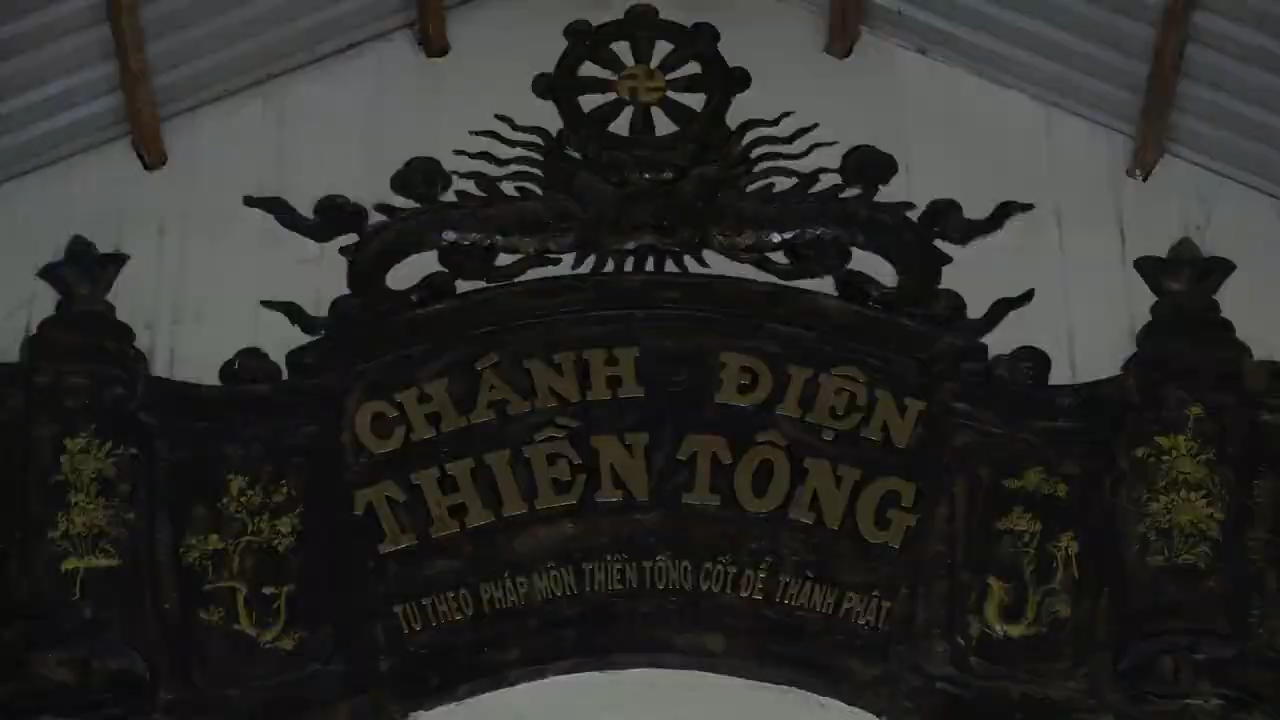 CHÁNH ĐIỆN
THIỀN TÔNG
TU THEO PHÁP MÔN THIỀN TÔNG CỐT ĐỂ THÀNH PHẬT